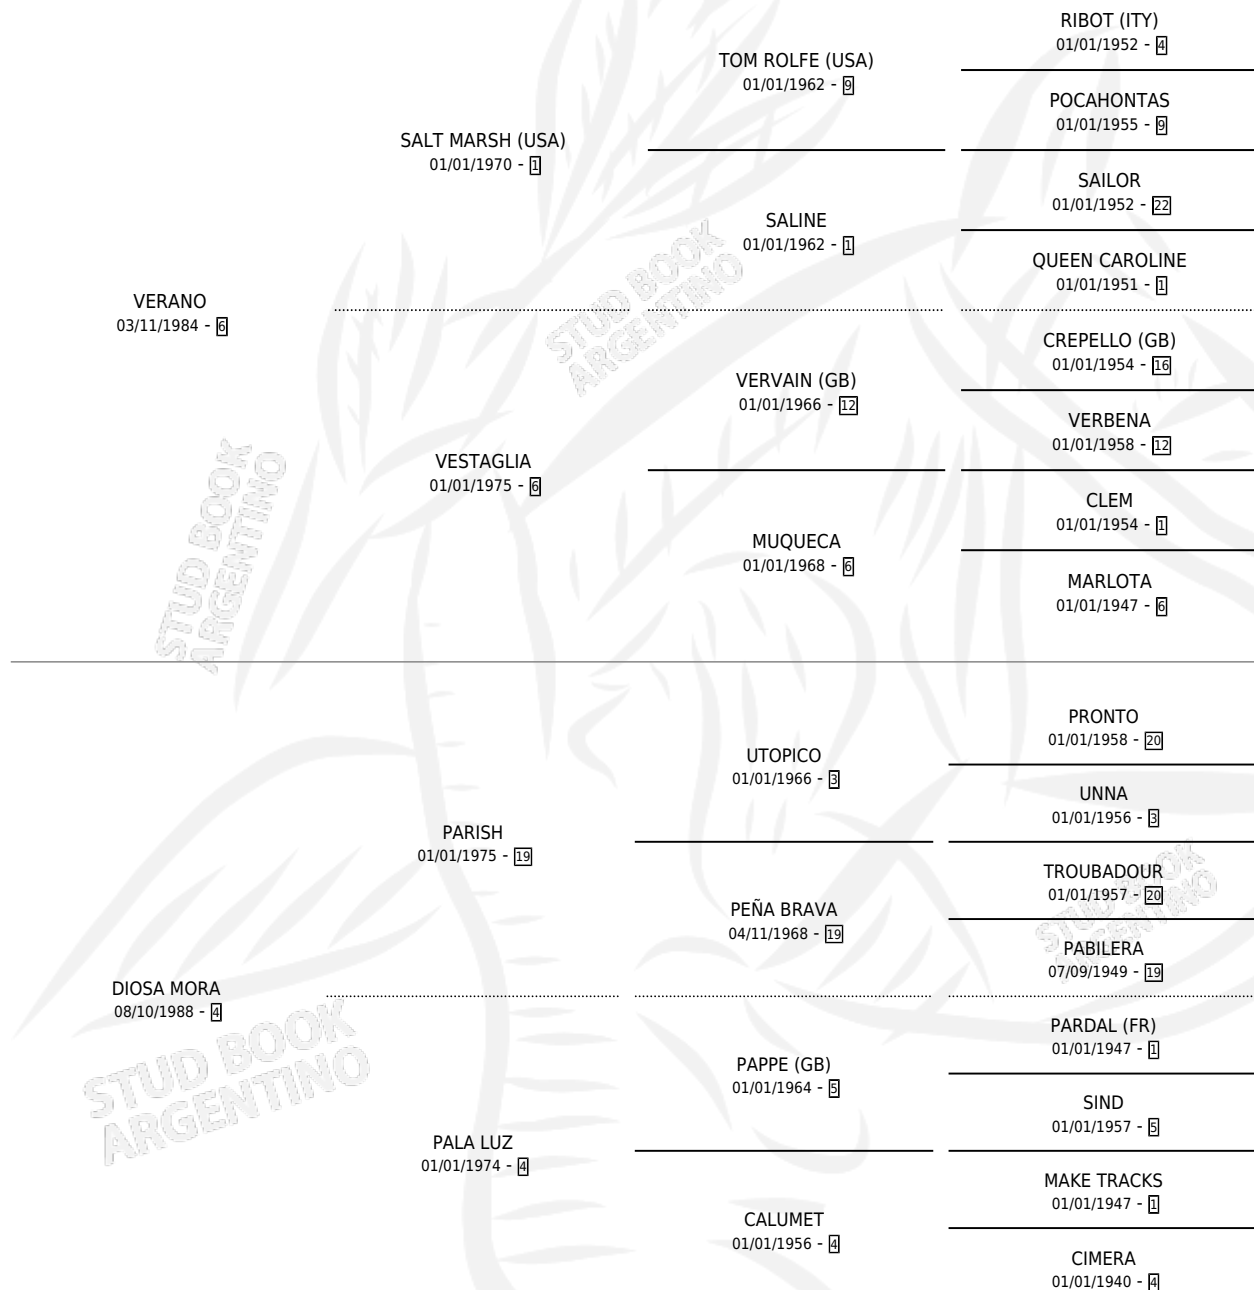 RIBOT (ITY)
01/01/1952 - 4
TOM ROLFE (USA)
01/01/1962 - 9
POCAHONTAS
01/01/1955 - 9
SALT MARSH (USA)
01/01/1970 - 1
SAILOR
01/01/1952 - 22
SALINE
01/01/1962 - 1
QUEEN CAROLINE
01/01/1951 - 1
VERANO
03/11/1984 - 6
CREPELLO (GB)
01/01/1954 - 16
VERVAIN (GB)
01/01/1966 - 12
VERBENA
01/01/1958 - 12
VESTAGLIA
01/01/1975 - 6
CLEM
01/01/1954 - 1
MUQUECA
01/01/1968 - 6
MARLOTA
01/01/1947 - 6
PRONTO
01/01/1958 - 20
UTOPICO
01/01/1966 - 3
UNNA
01/01/1956 - 3
PARISH
01/01/1975 - 19
TROUBADOUR
01/01/1957 - 20
PEÑA BRAVA
04/11/1968 - 19
PABILERA
07/09/1949 - 19
DIOSA MORA
08/10/1988 - 4
PARDAL (FR)
01/01/1947 - 1
PAPPE (GB)
01/01/1964 - 5
SIND
01/01/1957 - 5
PALA LUZ
01/01/1974 - 4
MAKE TRACKS
01/01/1947 - 1
CALUMET
01/01/1956 - 4
CIMERA
01/01/1940 - 4
STUD BOOK
ARGENTINO
STUD BOOK
ARGENTINO
STUD BOOK
ARGENTINO
STUD BOOK
ARGENTINO